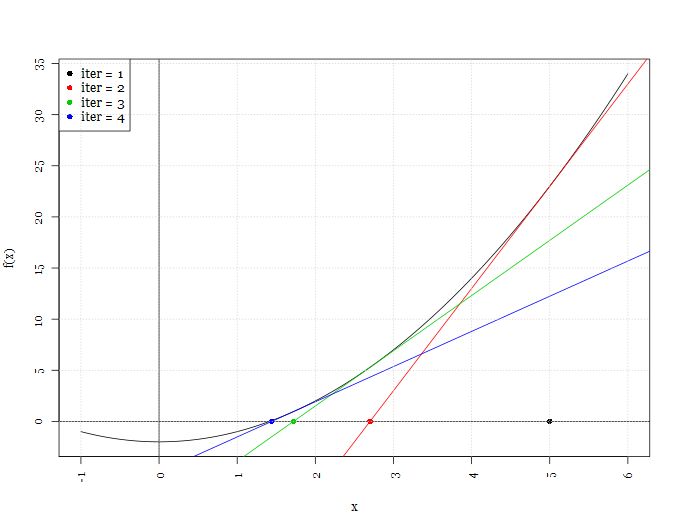 iter = 1
iter = 2
iter = 3
iter = 4
f(x)
35
30
25
20
15
10
5
0
-1
0
1
2
3
4
5
6
x